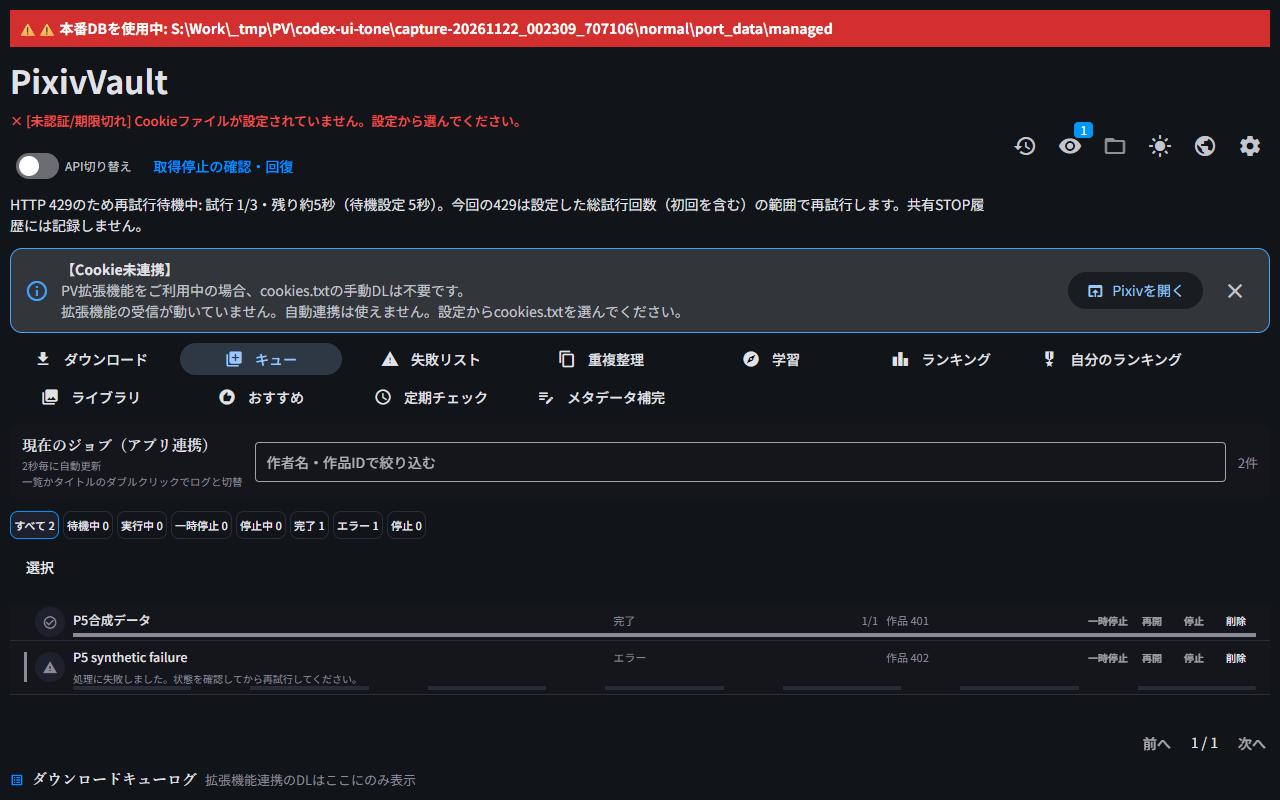 ⚠⚠ 本番DBを使用中: S:\Work\_tmp\PV\codex-ui-tone\capture-20261122_002309_707106\normal\port_data\managed
PixivVault
× [未認証/期限切れ] Cookieファイルが設定されていません。設定から選んでください。
1
API切り替え 取得停止の確認・回復
HTTP 429のため再試行待機中: 試行 1/3・残り約5秒（待機設定 5秒）。今回の429は設定した総試行回数（初回を含む）の範囲で再試行します。共有STOP履
歴には記録しません。
【Cookie未連携】
PV拡張機能をご利用中の場合、cookies.txtの手動DLは不要です。
拡張機能の受信が動いていません。自動連携は使えません。設定からcookies.txtを選んでください。
Pixivを開く
ダウンロード キュー 失敗リスト 重複整理 学習 ランキング 自分のランキング
ライブラリ おすすめ 定期チェック メタデータ補完
現在のジョブ（アプリ連携）
2秒毎に自動更新
一覧かタイトルのダブルクリックでログと切替
作者名・作品IDで絞り込む
2件
すべて 2 待機中 0 実行中 0 一時停止 0 停止中 0 完了 1 エラー 1 停止 0
選択
P5合成データ 完了 1/1 作品 401 一時停止 再開 停止 削除
P5 synthetic failure エラー 作品 402 一時停止 再開 停止 削除
処理に失敗しました。状態を確認してから再試行してください。
前へ 1 / 1 次へ
ダウンロードキューログ 拡張機能連携のDLはここにのみ表示